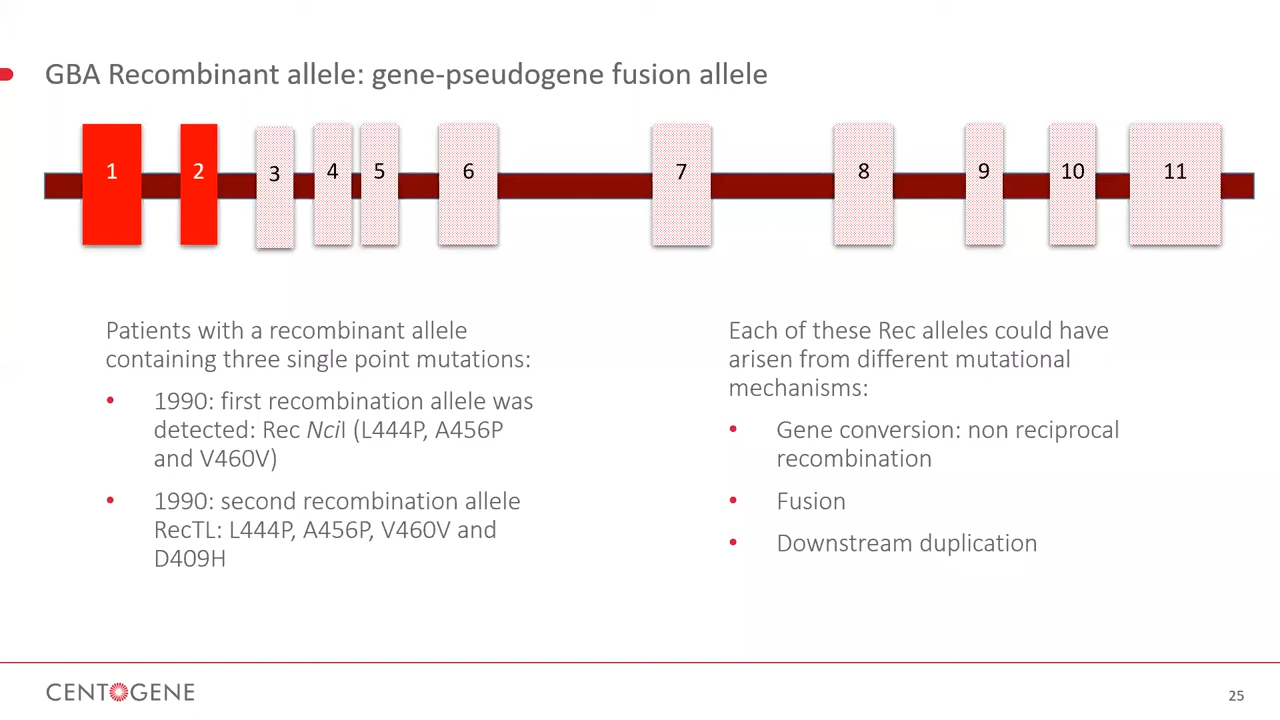 GBA Recombinant allele: gene-pseudogene fusion allele
1 2 3 4 5 6 7 8 9 10 11
Patients with a recombinant allele
containing three single point mutations:
• 1990: first recombination allele was
detected: Rec NciI (L444P, A456P
and V460V)
• 1990: second recombination allele
RecTL: L444P, A456P, V460V and
D409H
Each of these Rec alleles could have
arisen from different mutational
mechanisms:
• Gene conversion: non reciprocal
recombination
• Fusion
• Downstream duplication
CENTOGENE
25